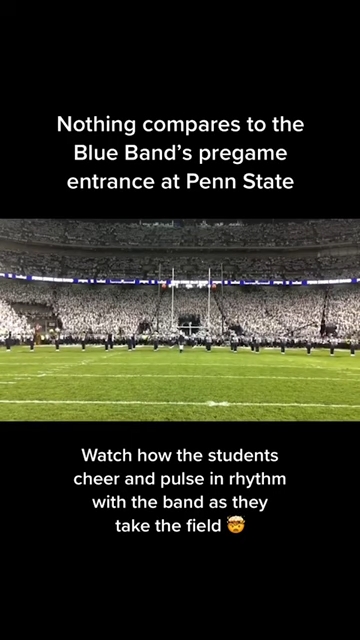 Nothing compares to the
Blue Band’s pregame
entrance at Penn State
Watch how the students
cheer and pulse in rhythm
with the band as they
take the field 🤯